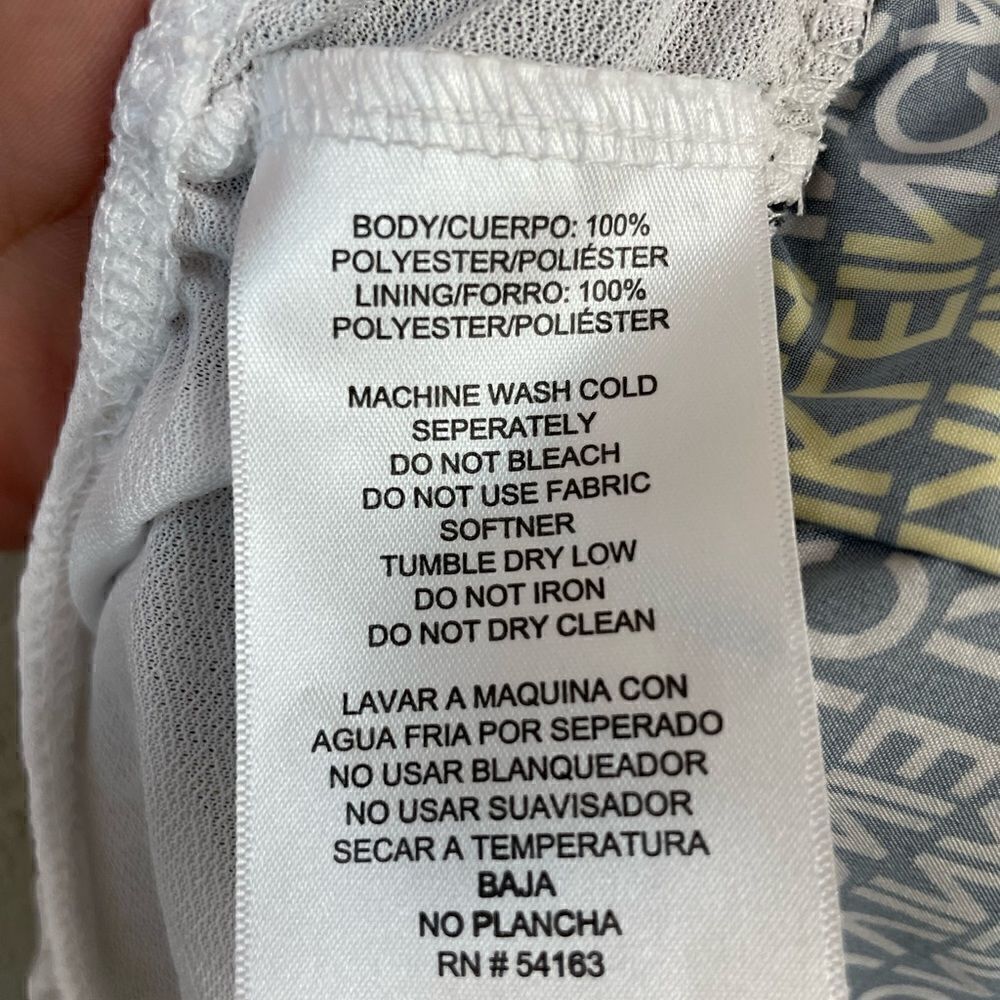 BODY/CUERPO: 100%
POLYESTER/POLIÉSTER
LINING/FORRO: 100%
POLYESTER/POLIÉSTER
MACHINE WASH COLD
SEPERATELY
DO NOT BLEACH
DO NOT USE FABRIC
SOFTNER
TUMBLE DRY LOW
DO NOT IRON
DO NOT DRY CLEAN
LAVAR A MAQUINA CON
AGUA FRIA POR SEPERADO
NO USAR BLANQUEADOR
NO USAR SUAVISADOR
SECAR A TEMPERATURA
BAJA
NO PLANCHA
RN # 54163